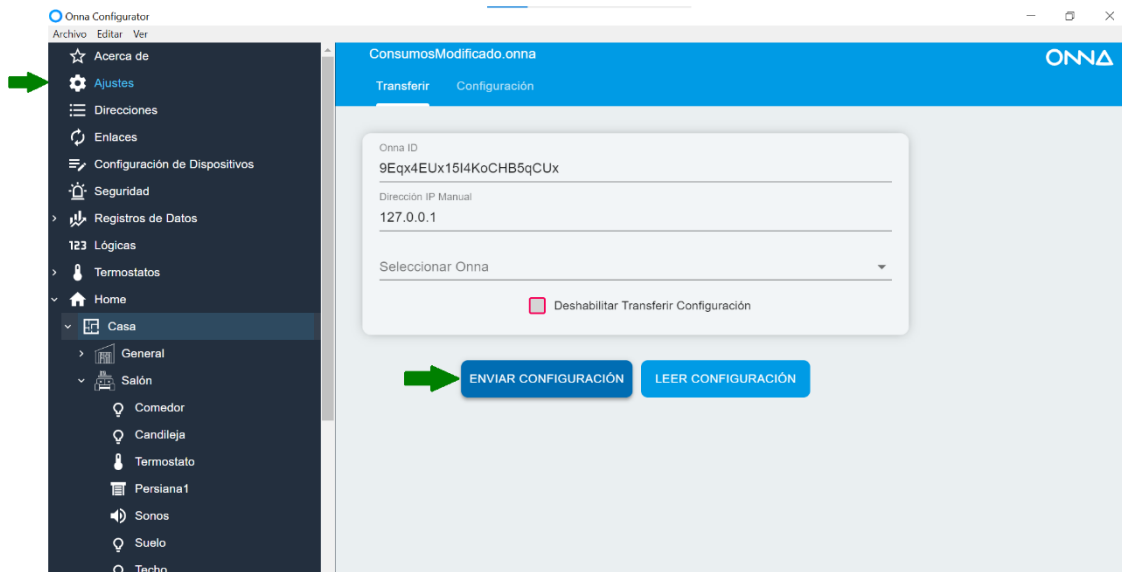 Onna Configurator
Archivo Editar Ver
Acerca de
Ajustes
Direcciones
Enlaces
Configuración de Dispositivos
Seguridad
Registros de Datos
123 Lógicas
Termostatos
Home
Casa
General
Salón
Comedor
Candileja
Termostato
Persiana1
Sonos
Suelo
Techo
ConsumosModificado.onna
ONNA
Transferir Configuración
Onna ID
9Eqx4EUx15I4KoCHB5qCUx
Dirección IP Manual
127.0.0.1
Seleccionar Onna
Deshabilitar Transferir Configuración
ENVIAR CONFIGURACIÓN LEER CONFIGURACIÓN